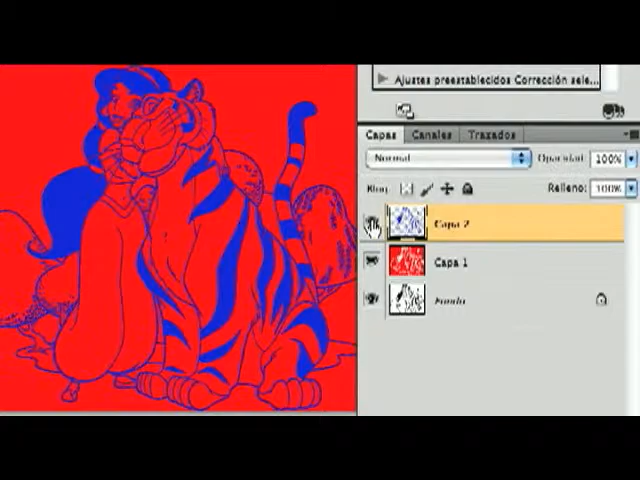 Ajustes preestablecidos Corrección sele...
Capas Canales Trazados
Normal Opacidad: 100%
Bloq.: Relleno: 100%
Capa 2
Capa 1
Fondo